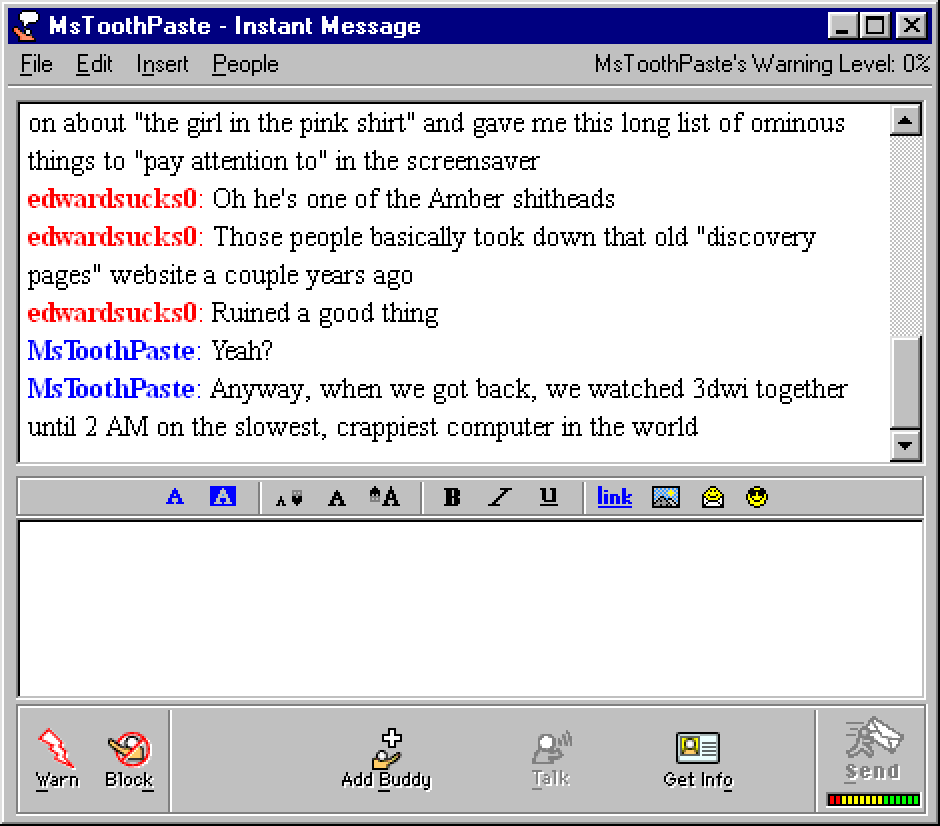 MsToothPaste - Instant Message
File Edit Insert People MsToothPaste's Warning Level: 0%
on about "the girl in the pink shirt" and gave me this long list of ominous
things to "pay attention to" in the screensaver
edwardsucks0: Oh he's one of the Amber shitheads
edwardsucks0: Those people basically took down that old "discovery
pages" website a couple years ago
edwardsucks0: Ruined a good thing
MsToothPaste: Yeah?
MsToothPaste: Anyway, when we got back, we watched 3dwi together
until 2 AM on the slowest, crappiest computer in the world
A A A A A B I U link
Warn Block Add Buddy Talk Get Info Send